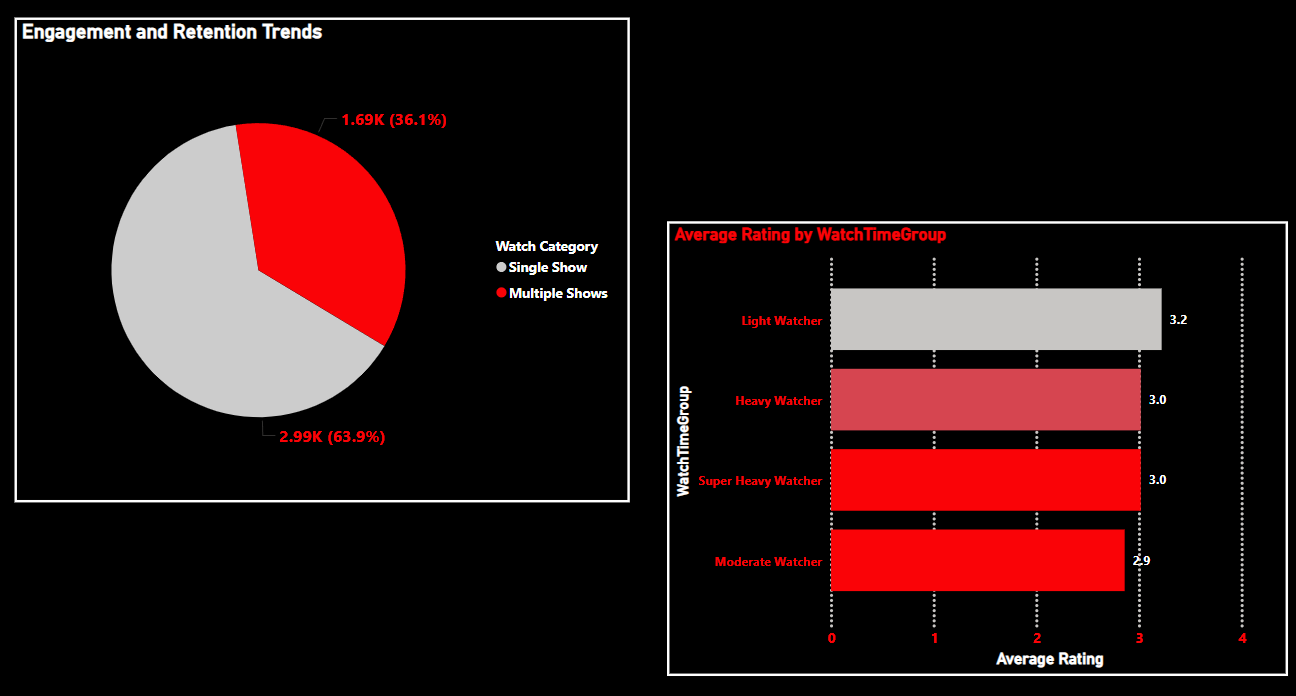 Engagement and Retention Trends
1.69K (36.1%)
Watch Category
Single Show
Multiple Shows
2.99K (63.9%)
Average Rating by WatchTimeGroup
WatchTimeGroup
Light Watcher
3.2
Heavy Watcher
3.0
Super Heavy Watcher
3.0
Moderate Watcher
2.9
0 1 2 3 4
Average Rating